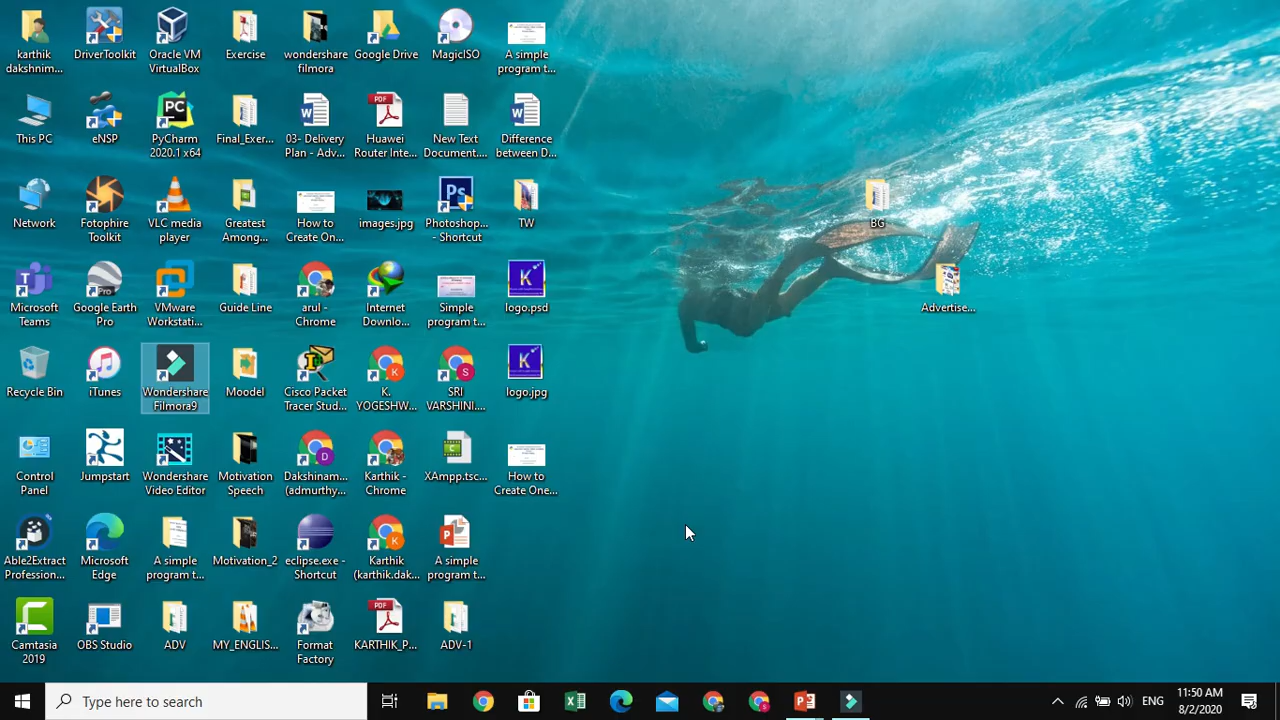 karthik
dakshnim...
DriverToolkit
Oracle VM
VirtualBox
Exercise
wondershare
filmora
Google Drive
MagicISO
A simple
program t...
This PC
eNSP
PC
PyCharm
2020.1 x64
Final_Exer...
03- Delivery
Plan - Adv...
PDF
Huawei
Router Inte...
New Text
Document....
Difference
between D...
Network
Fotophire
Toolkit
VLC media
player
Greatest
Among...
How to
Create On...
images.jpg
Ps
Photoshop...
- Shortcut
TW
BG
Microsoft
Teams
Pro
Google Earth
Pro
VMware
Workstati...
Guide Line
arul -
Chrome
Internet
Downlo...
Simple
program t...
K
logo.psd
Advertise...
Recycle Bin
iTunes
Wondershare
Filmora9
Moodel
Cisco Packet
Tracer Stud...
K
K.
YOGESHW...
S
SRI
VARSHINI....
K
logo.jpg
Control
Panel
Jumpstart
Wondershare
Video Editor
Motivation
Speech
D
Dakshinam...
(admurthy...
Karthik -
Chrome
XAmpp.tsc...
How to
Create One...
Able2Extract
Profession...
Microsoft
Edge
A simple
program t...
Motivation_2
eclipse.exe -
Shortcut
K
Karthik
(karthik.dak...
A simple
program t...
Camtasia
2019
OBS Studio
ADV
MY_ENGLIS...
Format
Factory
PDF
KARTHIK_P...
ADV-1
Type here to search
S
ENG
11:50 AM
8/2/2020